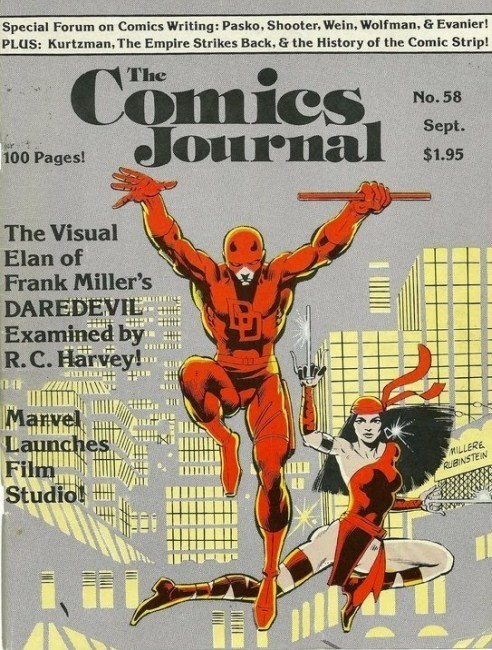 Special Forum on Comics Writing: Pasko, Shooter, Wein, Wolfman, & Evanier!
PLUS: Kurtzman, The Empire Strikes Back, & the History of the Comic Strip!
The
Comics
Journal
No. 58
Sept.
$1.95
100 Pages!
The Visual
Elan of
Frank Miller's
DAREDEVIL
Examined by
R.C. Harvey!
Marvel
Launches
Film
Studio!
DD
MILLER &
RUBINSTEIN